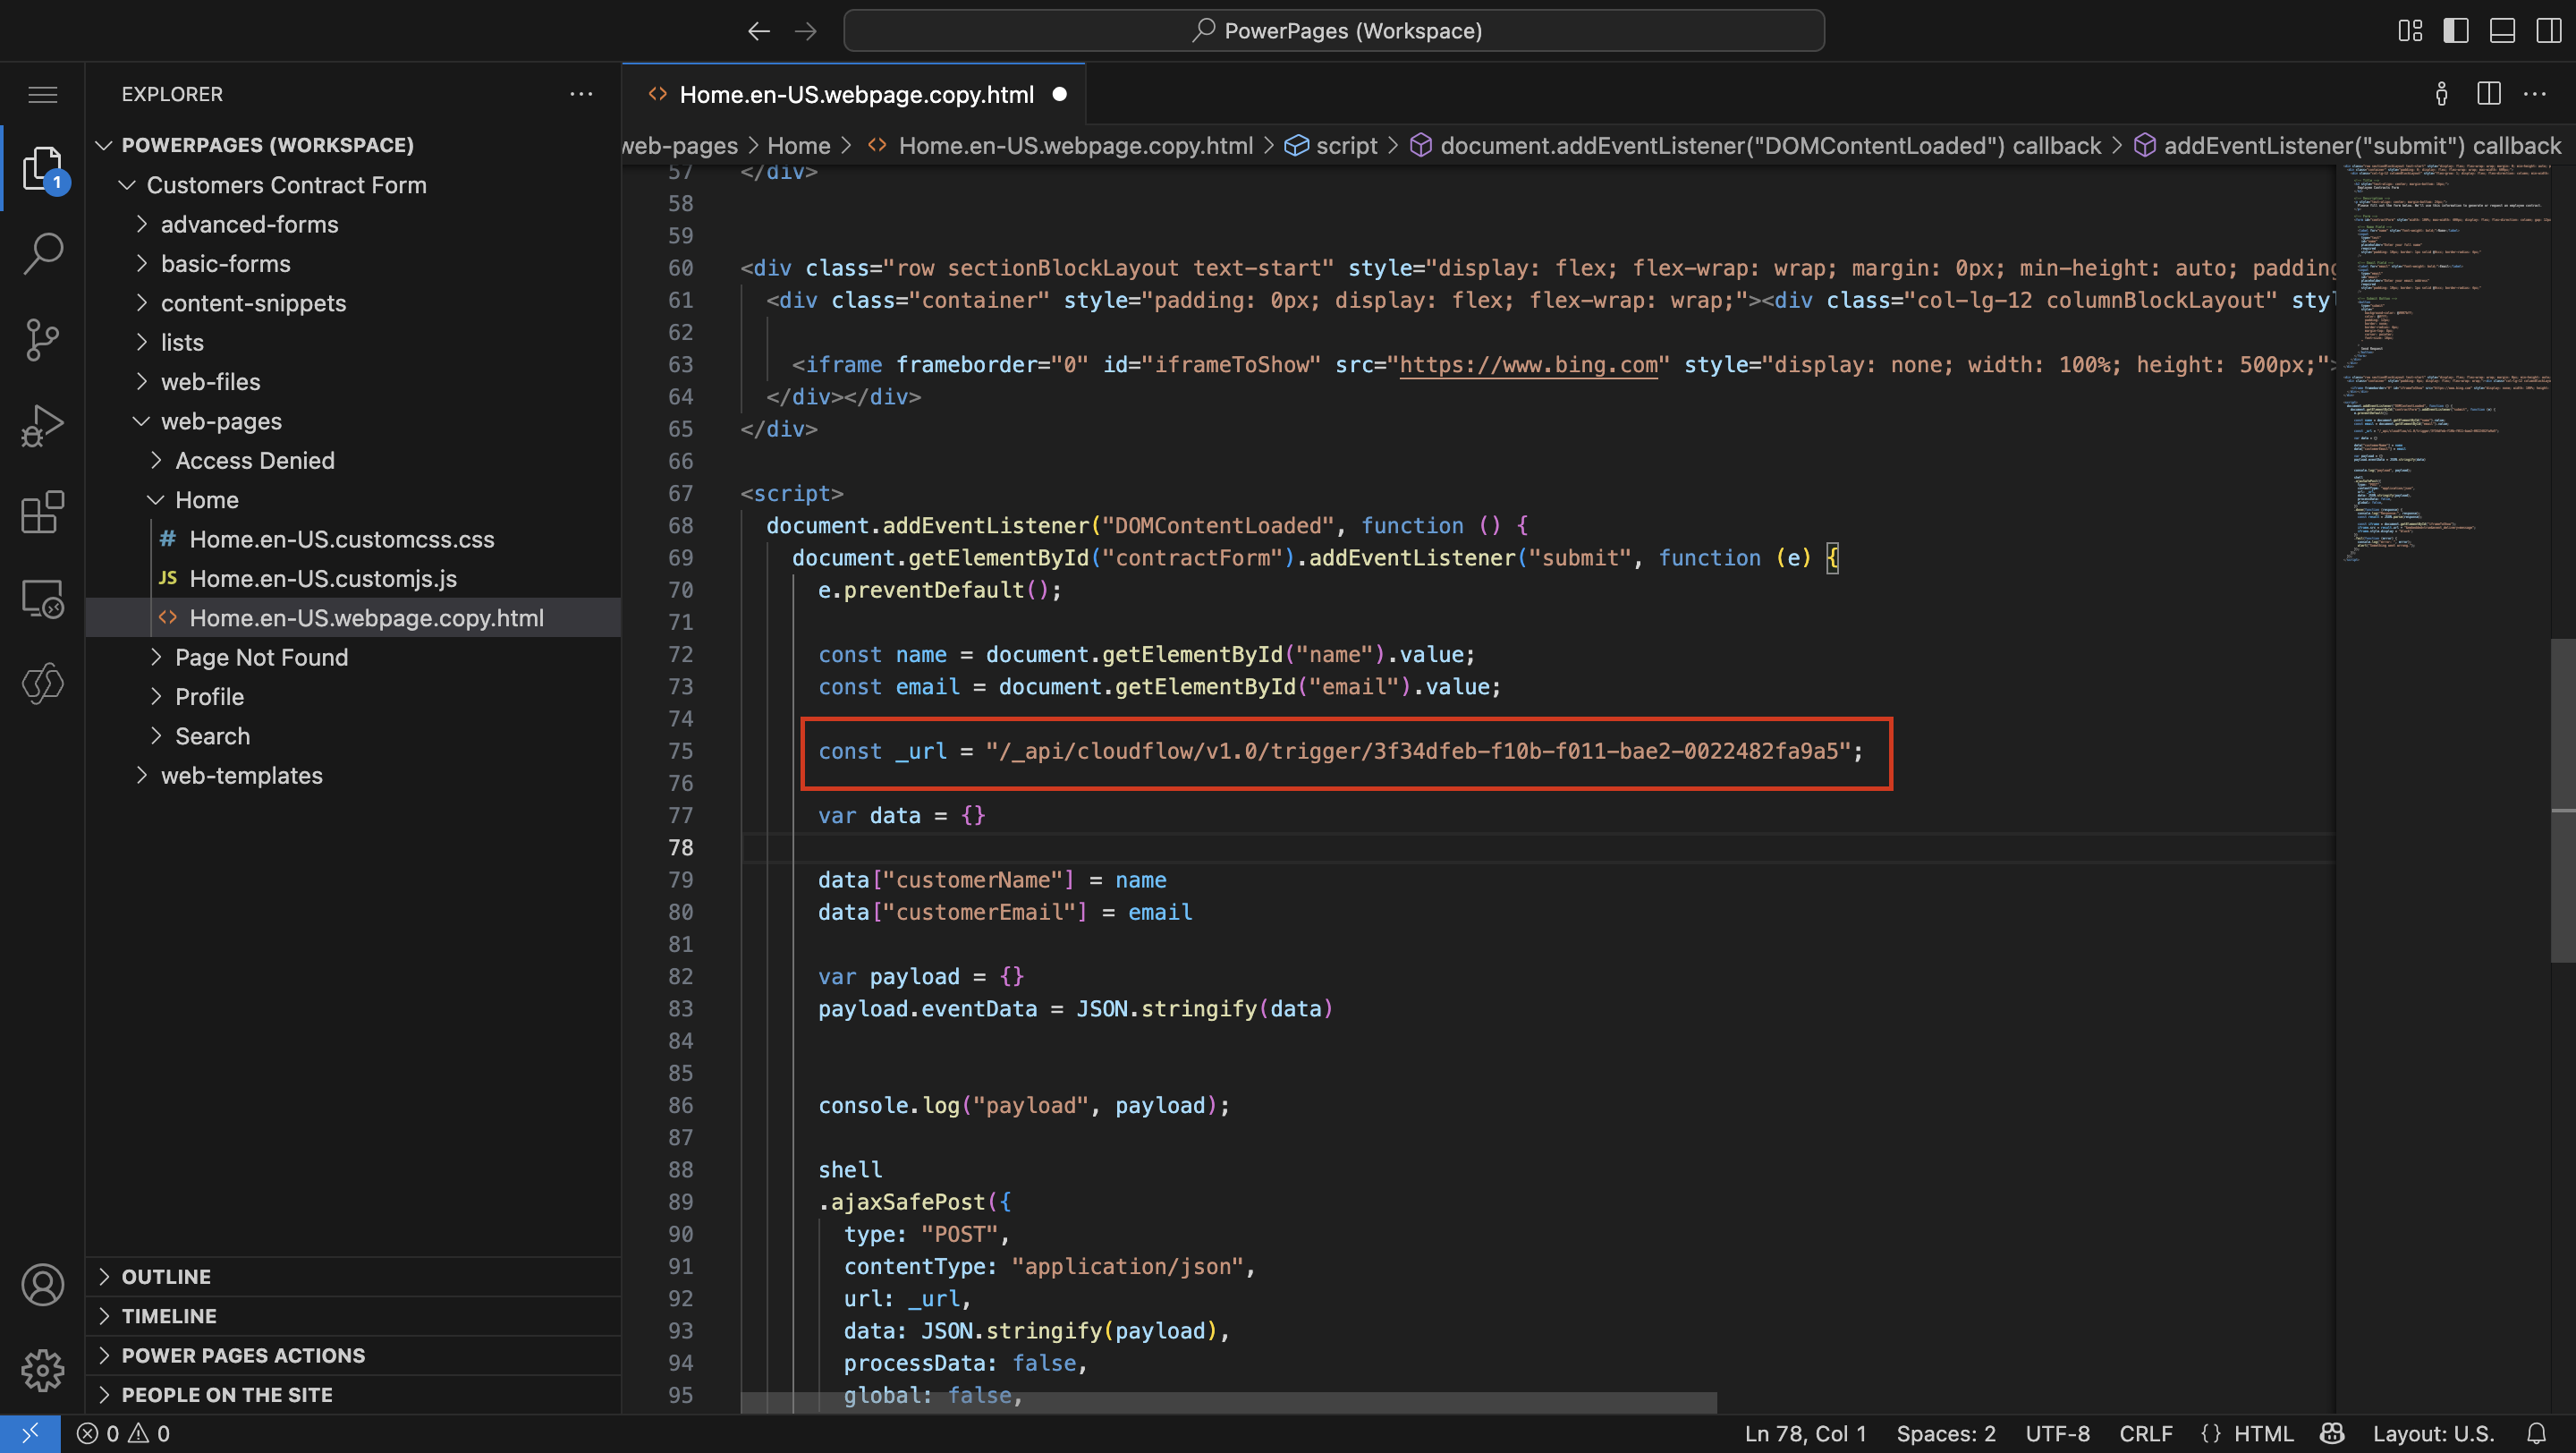 PowerPages (Workspace)
EXPLORER
1
POWERPAGES (WORKSPACE)
Customers Contract Form
advanced-forms
basic-forms
content-snippets
lists
web-files
web-pages
Access Denied
Home
# Home.en-US.customcss.css
JS Home.en-US.customjs.js
<> Home.en-US.webpage.copy.html
Page Not Found
Profile
Search
web-templates
OUTLINE
TIMELINE
POWER PAGES ACTIONS
PEOPLE ON THE SITE
<> Home.en-US.webpage.copy.html
web-pages > Home > <> Home.en-US.webpage.copy.html > script > document.addEventListener("DOMContentLoaded") callback > addEventListener("submit") callback
57 </div>
58
59
60 <div class="row sectionBlockLayout text-start" style="display: flex; flex-wrap: wrap; margin: 0px; min-height: auto; padding
61 <div class="container" style="padding: 0px; display: flex; flex-wrap: wrap;"><div class="col-lg-12 columnBlockLayout" styl
62
63 <iframe frameborder="0" id="iframeToShow" src="https://www.bing.com" style="display: none; width: 100%; height: 500px;">
64 </div></div>
65 </div>
66
67 <script>
68 document.addEventListener("DOMContentLoaded", function () {
69 document.getElementById("contractForm").addEventListener("submit", function (e) {
70 e.preventDefault();
71
72 const name = document.getElementById("name").value;
73 const email = document.getElementById("email").value;
74
75 const _url = "/_api/cloudflow/v1.0/trigger/3f34dfeb-f10b-f011-bae2-0022482fa9a5";
76
77 var data = {}
78
79 data["customerName"] = name
80 data["customerEmail"] = email
81
82 var payload = {}
83 payload.eventData = JSON.stringify(data)
84
85
86 console.log("payload", payload);
87
88 shell
89 .ajaxSafePost({
90 type: "POST",
91 contentType: "application/json",
92 url: _url,
93 data: JSON.stringify(payload),
94 processData: false,
95 global: false,
0 0
Ln 78, Col 1 Spaces: 2 UTF-8 CRLF {} HTML Layout: U.S.